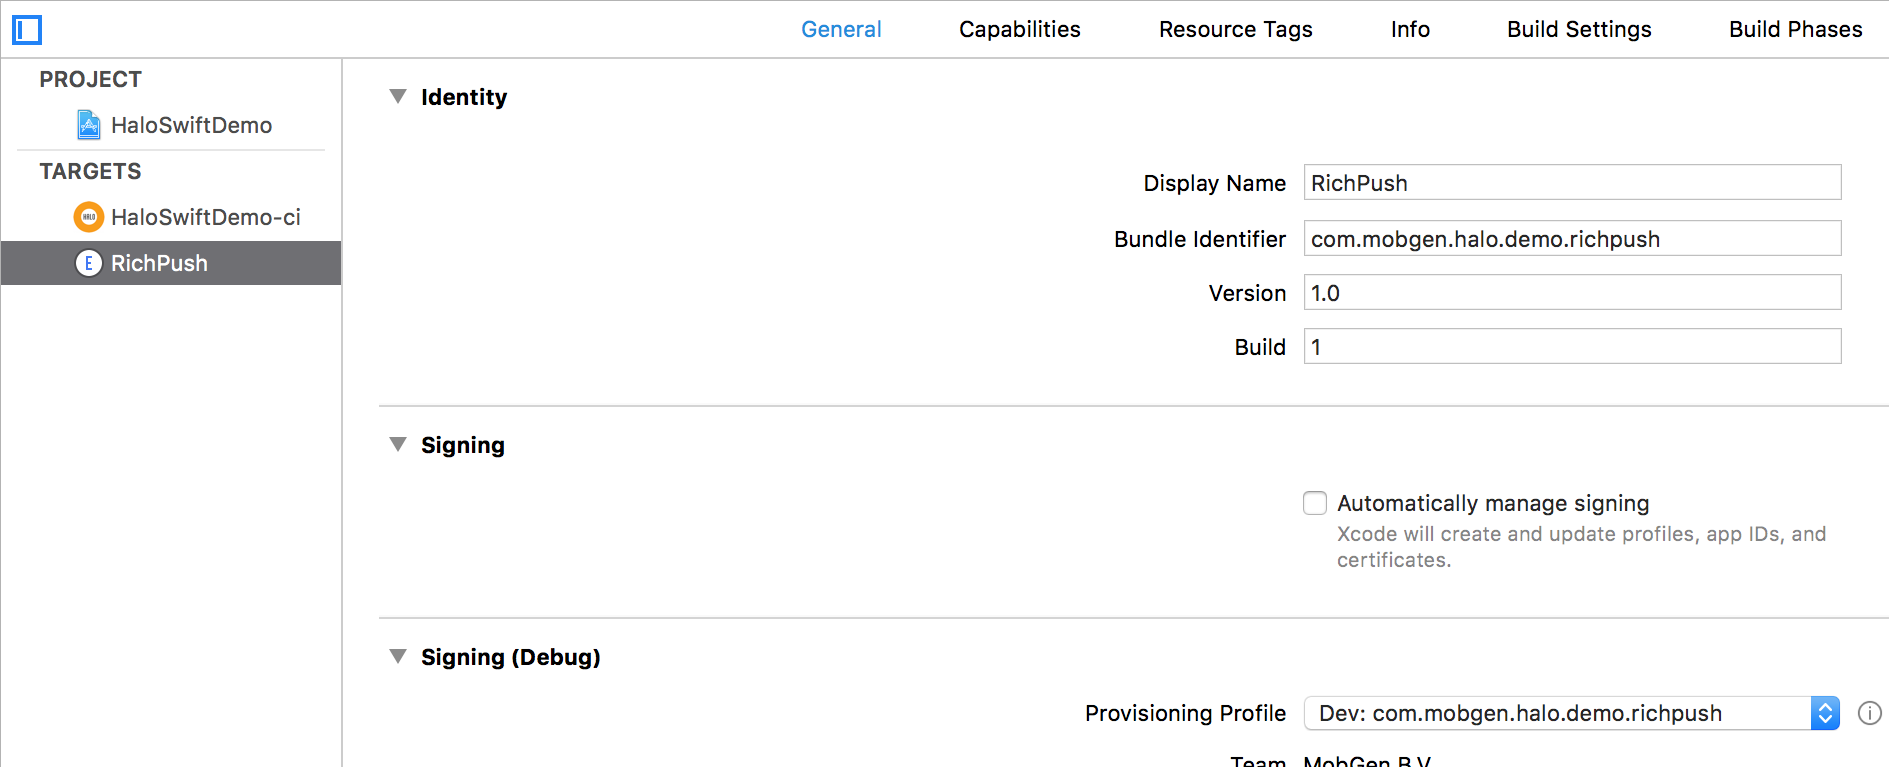 General Capabilities Resource Tags Info Build Settings Build Phases
PROJECT
HaloSwiftDemo
TARGETS
HALO HaloSwiftDemo-ci
E RichPush
Identity
Display Name RichPush
Bundle Identifier com.mobgen.halo.demo.richpush
Version 1.0
Build 1
Signing
Automatically manage signing
Xcode will create and update profiles, app IDs, and
certificates.
Signing (Debug)
Provisioning Profile Dev: com.mobgen.halo.demo.richpush
Team MobGen B.V.